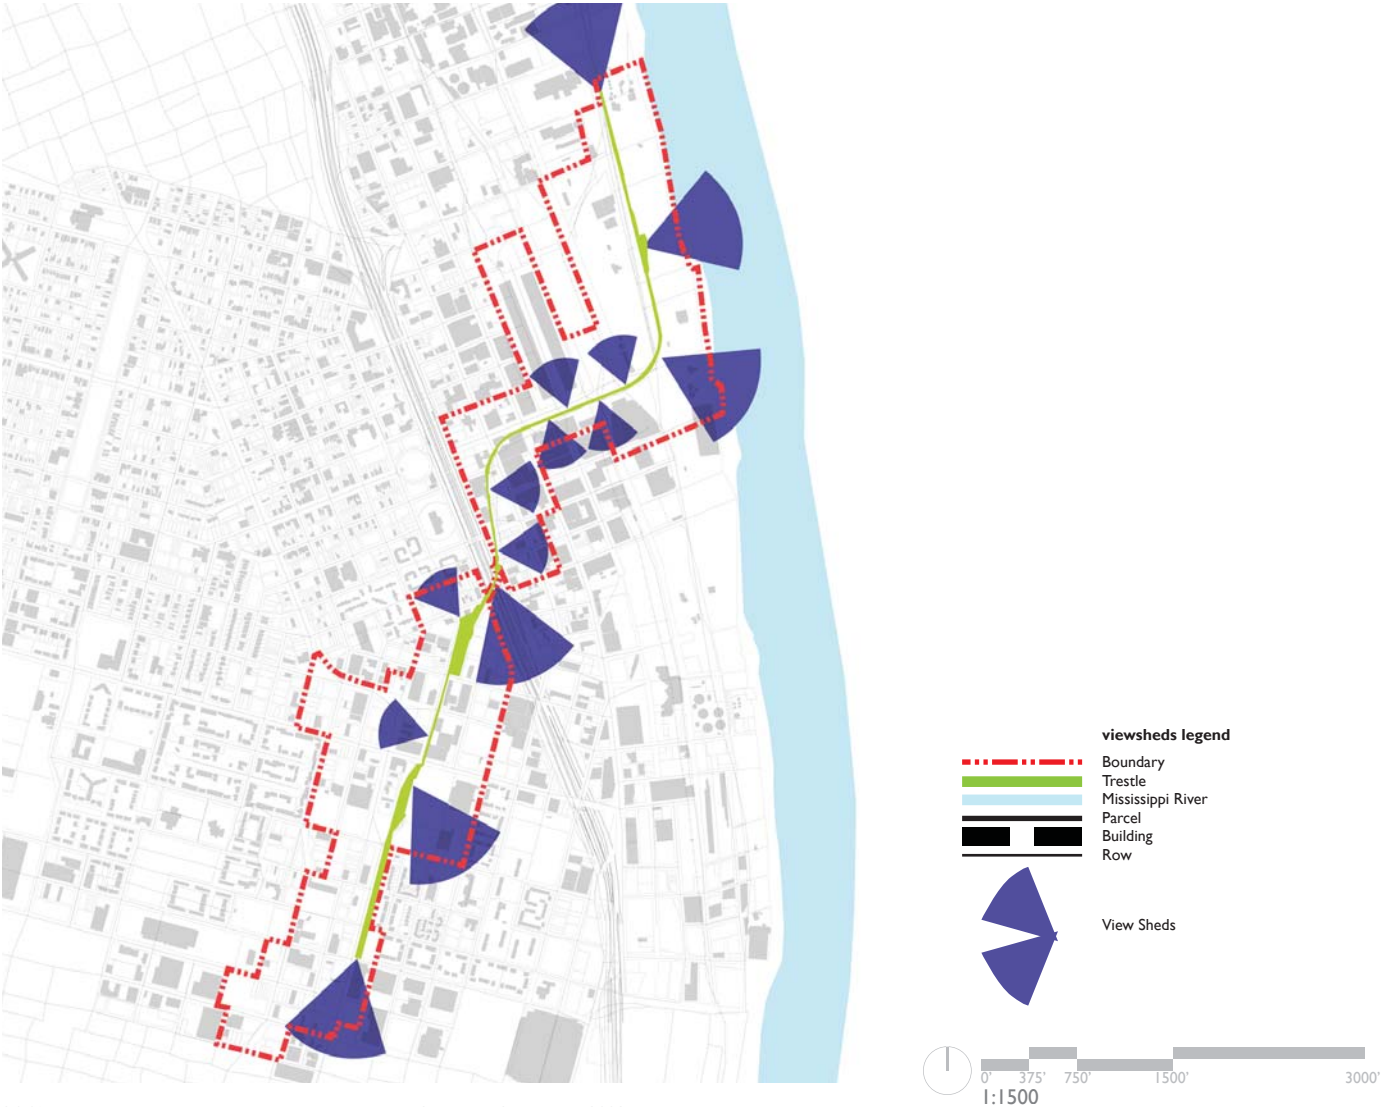 viewsheds legend
Boundary
Trestle
Mississippi River
Parcel
Building
Row
View Sheds
0' 375' 750' 1500' 3000'
1:1500